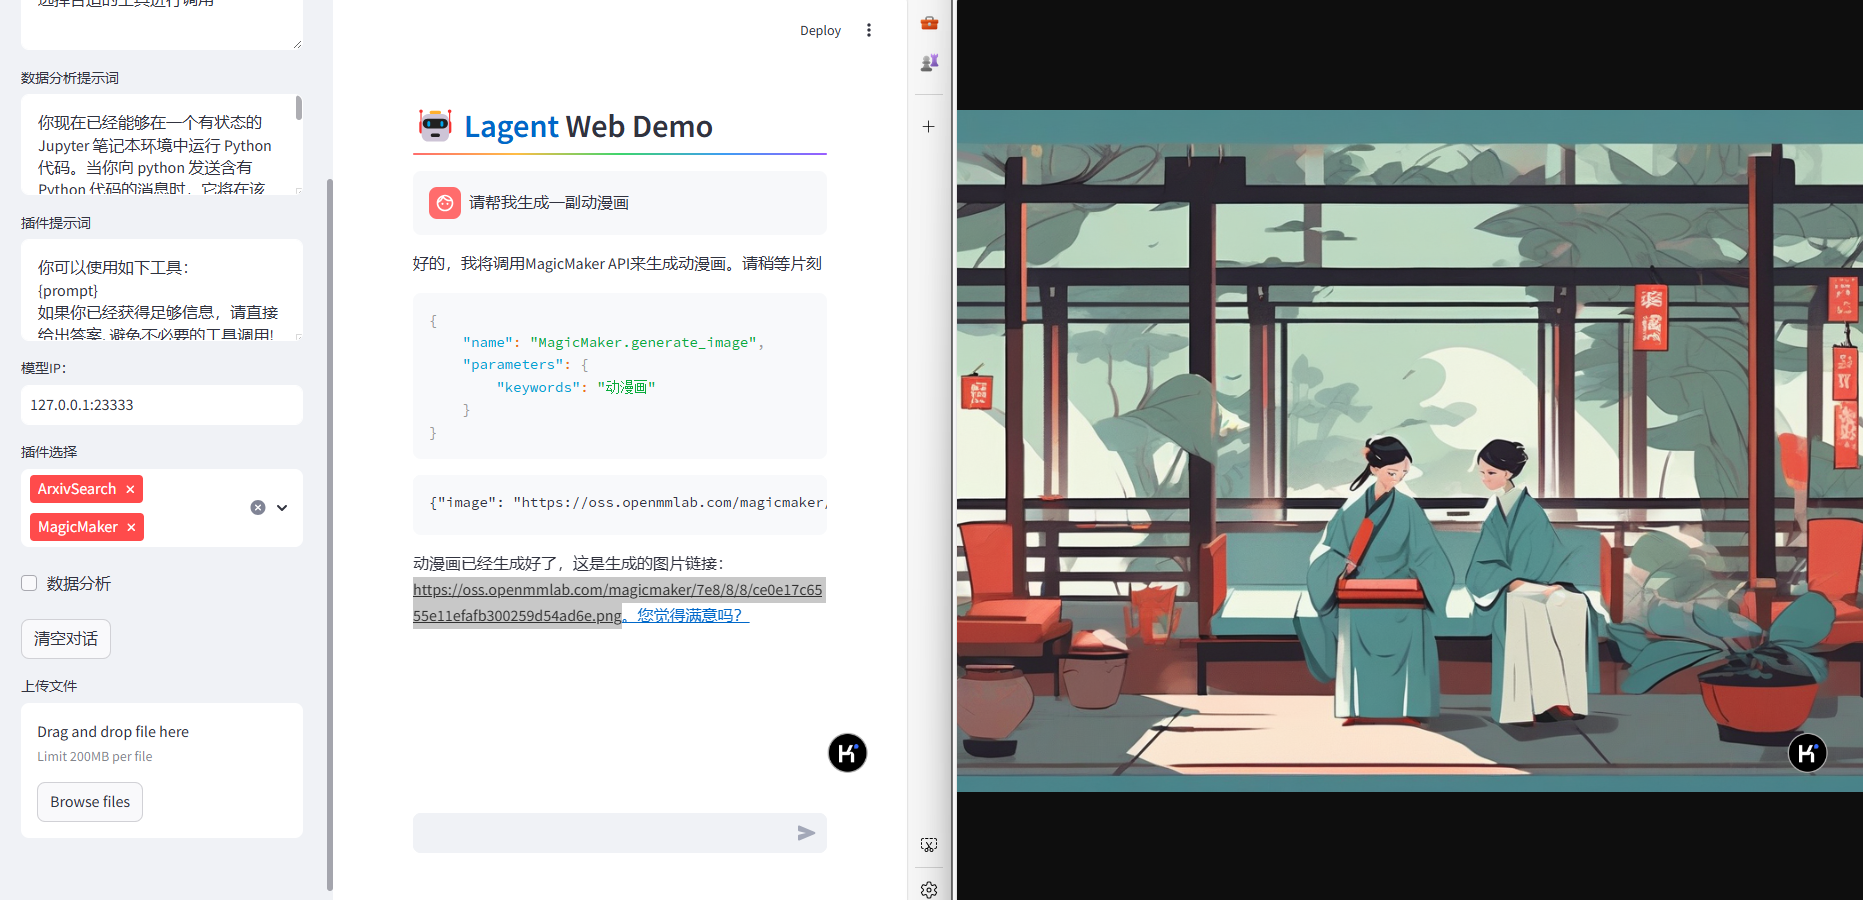 选择合适的工具进行调用
数据分析提示词
你现在已经能够在一个有状态的
Jupyter 笔记本环境中运行 Python
代码。当你向 python 发送含有
Python 代码的消息时，它将在该
插件提示词
你可以使用如下工具：
{prompt}
如果你已经获得足够信息，请直接
给出答案. 避免不必要的工具调用!
模型IP：
127.0.0.1:23333
插件选择
ArxivSearch ×
MagicMaker ×
数据分析
清空对话
上传文件
Drag and drop file here
Limit 200MB per file
Browse files
Deploy
Lagent Web Demo
请帮我生成一副动漫画
好的，我将调用MagicMaker API来生成动漫画。请稍等片刻
{
"name": "MagicMaker.generate_image",
"parameters": {
"keywords": "动漫画"
}
}
{"image": "https://oss.openmmlab.com/magicmaker/
动漫画已经生成好了，这是生成的图片链接：
https://oss.openmmlab.com/magicmaker/7e8/8/8/ce0e17c65
55e11efafb300259d54ad6e.png。您觉得满意吗？
K
K